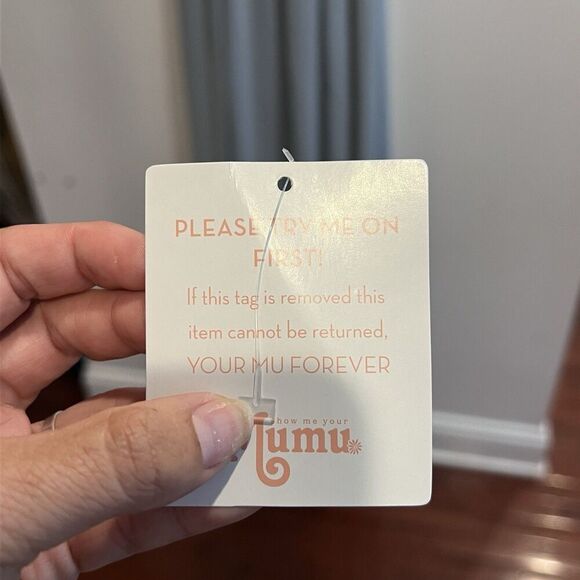 PLEASE TRY ME ON
FIRST!
If this tag is removed this
item cannot be returned,
YOUR MU FOREVER
how me your
Mumu